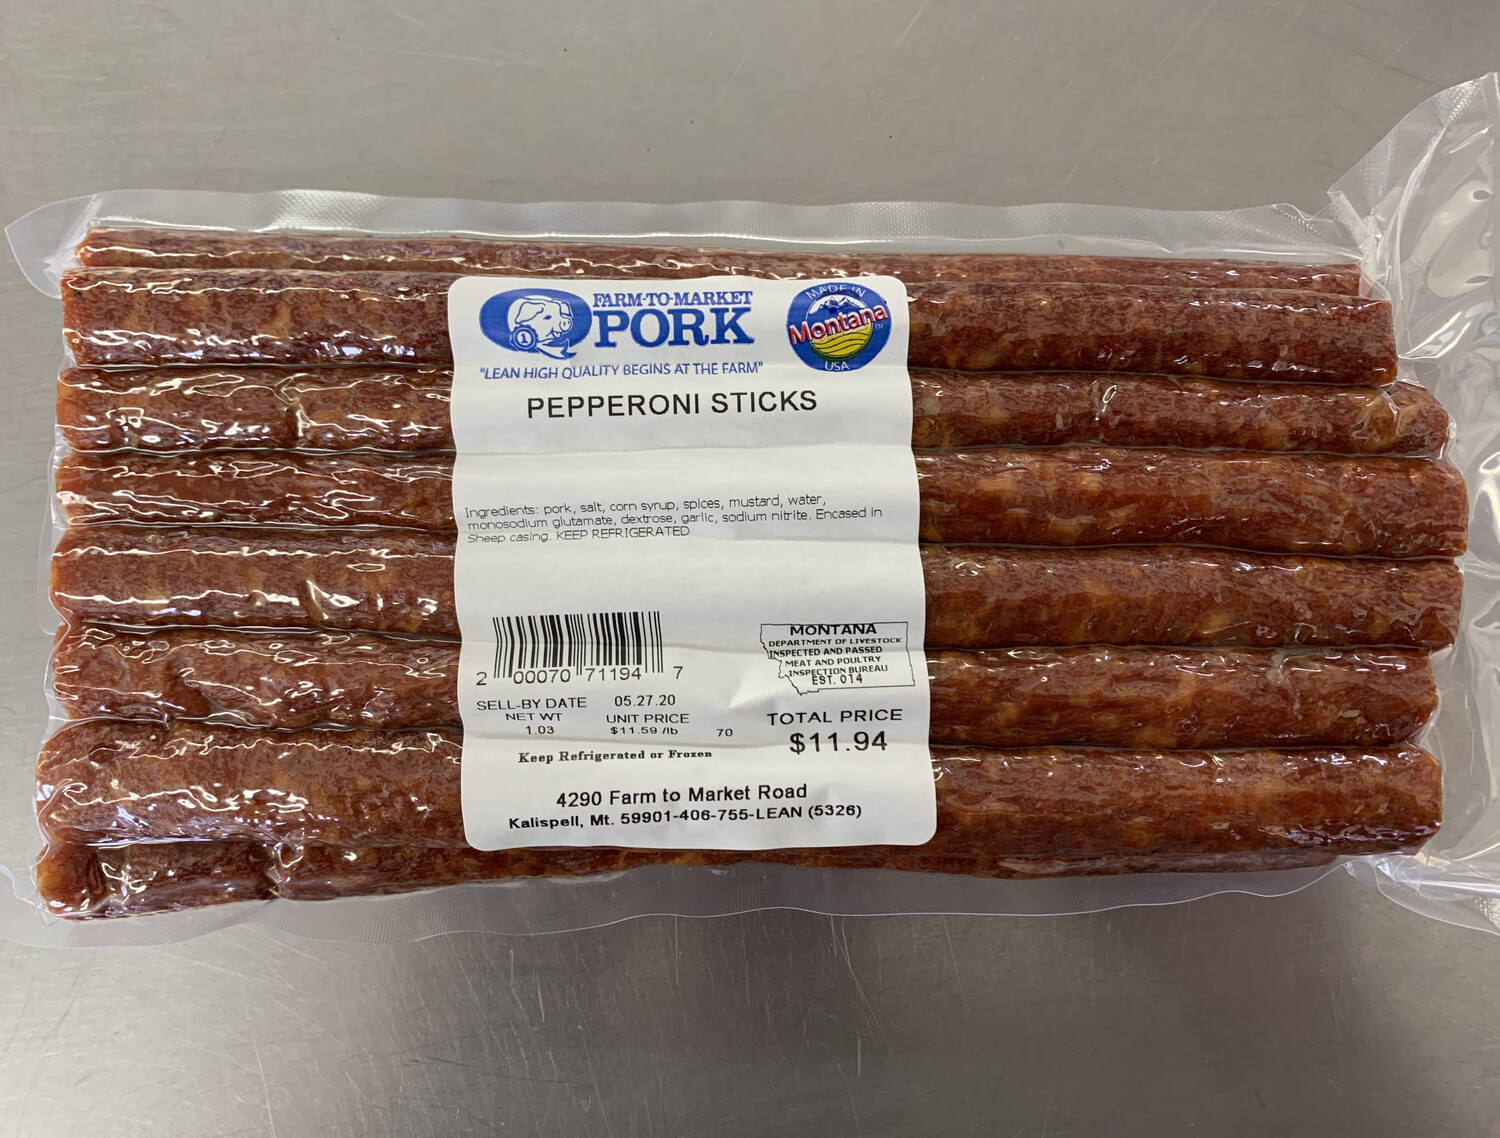 FARM-TO-MARKET
PORK
1
"LEAN HIGH QUALITY BEGINS AT THE FARM"
MADE IN
Montana™
USA
PEPPERONI STICKS
Ingredients: pork, salt, corn syrup, spices, mustard, water,
monosodium glutamate, dextrose, garlic, sodium nitrite. Encased in
Sheep casing. KEEP REFRIGERATED
2 00070 71194 7
MONTANA
DEPARTMENT OF LIVESTOCK
INSPECTED AND PASSED
MEAT AND POULTRY
INSPECTION BUREAU
EST. 014
SELL-BY DATE 05.27.20
NET WT UNIT PRICE
1.03 $11.59 /lb 70
TOTAL PRICE
$11.94
Keep Refrigerated or Frozen
4290 Farm to Market Road
Kalispell, Mt. 59901-406-755-LEAN (5326)